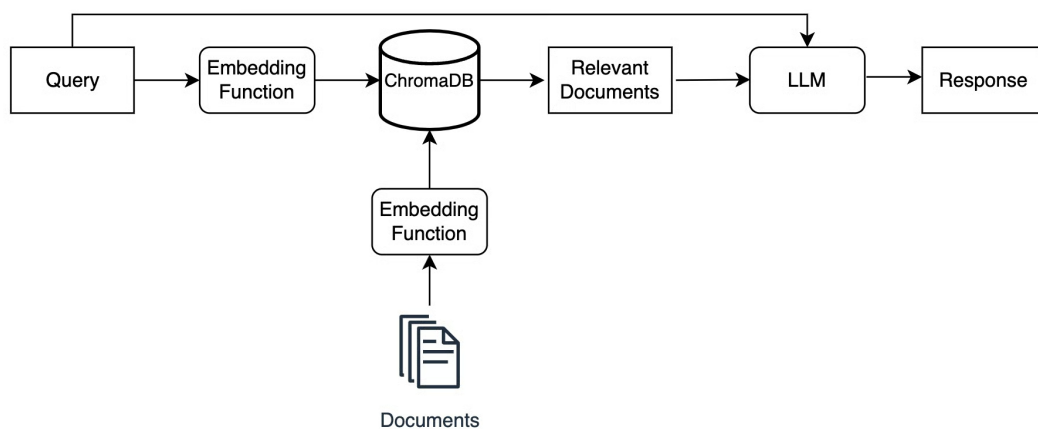 Query
Embedding
Function
ChromaDB
Relevant
Documents
LLM
Response
Embedding
Function
Documents